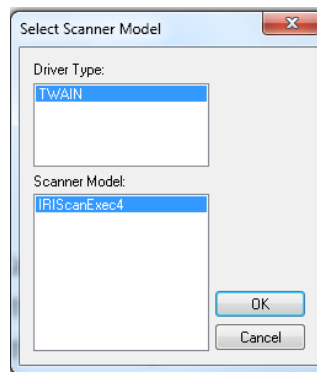 Select Scanner Model
Driver Type:
TWAIN
Scanner Model:
IRIScanExec4
OK
Cancel